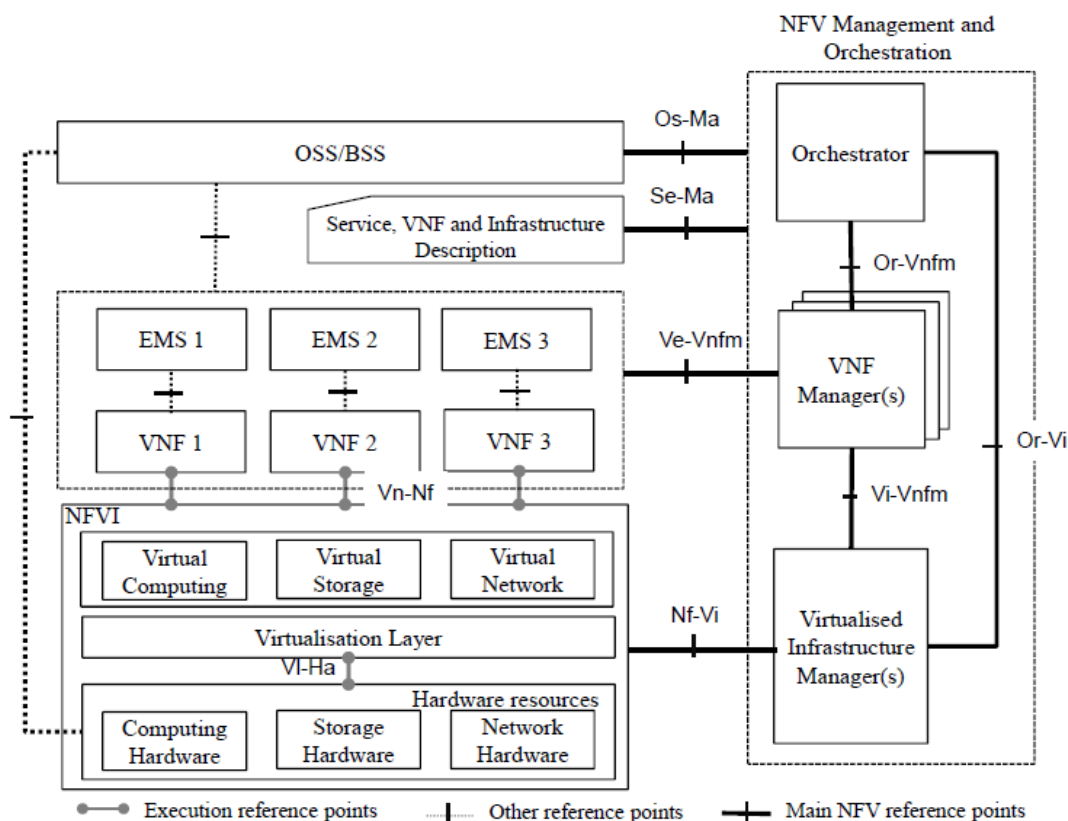 NFV Management and
Orchestration
Os-Ma
OSS/BSS
Orchestrator
Se-Ma
Service, VNF and Infrastructure
Description
Or-Vnfm
EMS 1
EMS 2
EMS 3
Ve-Vnfm
VNF
Manager(s)
VNF 1
VNF 2
VNF 3
Or-Vi
Vn-Nf
Vi-Vnfm
NFVI
Virtual
Computing
Virtual
Storage
Virtual
Network
Nf-Vi
Virtualisation Layer
Virtualised
Infrastructure
Manager(s)
Vl-Ha
Hardware resources
Computing
Hardware
Storage
Hardware
Network
Hardware
Execution reference points
Other reference points
Main NFV reference points